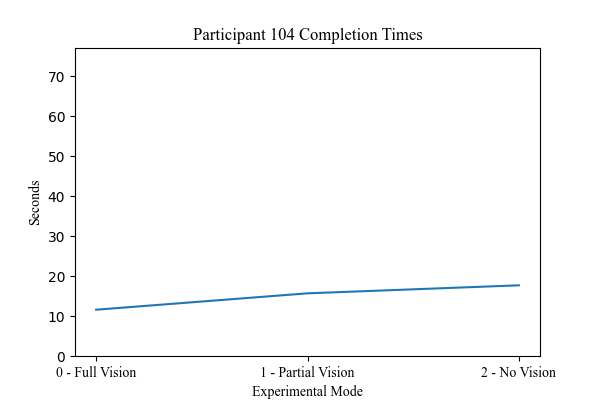 Participant 104 Completion Times
70
60
50
40
30
20
10
0
Seconds
0 - Full Vision 1 - Partial Vision 2 - No Vision
Experimental Mode